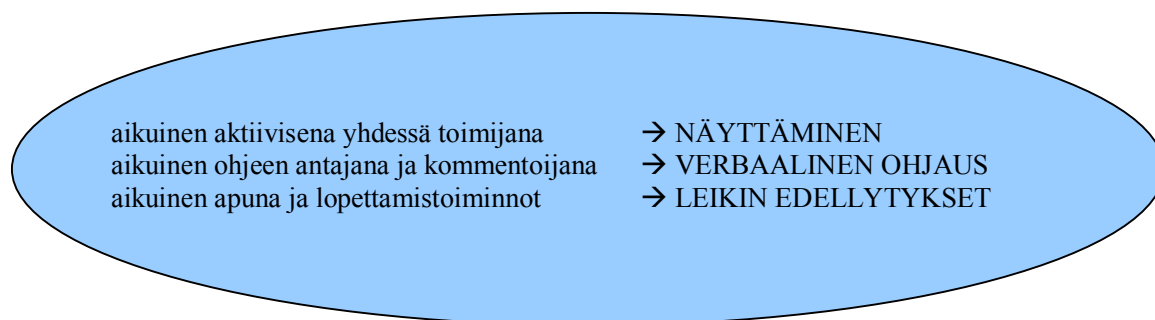 aikuinen aktiivisena yhdessä toimijana → NÄYTTÄMINEN
aikuinen ohjeen antajana ja kommentoijana → VERBAALINEN OHJAUS
aikuinen apuna ja lopettamistoiminnot → LEIKIN EDELLYTYKSET